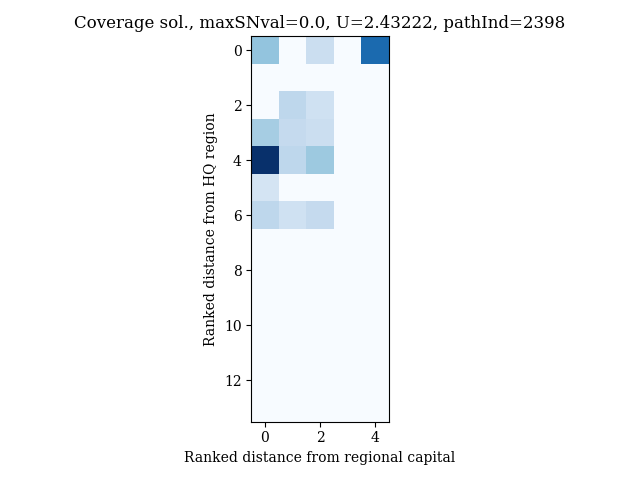 Coverage sol., maxSNval=0.0, U=2.43222, pathInd=2398
Ranked distance from HQ region
0
2
4
6
8
10
12
0 2 4
Ranked distance from regional capital